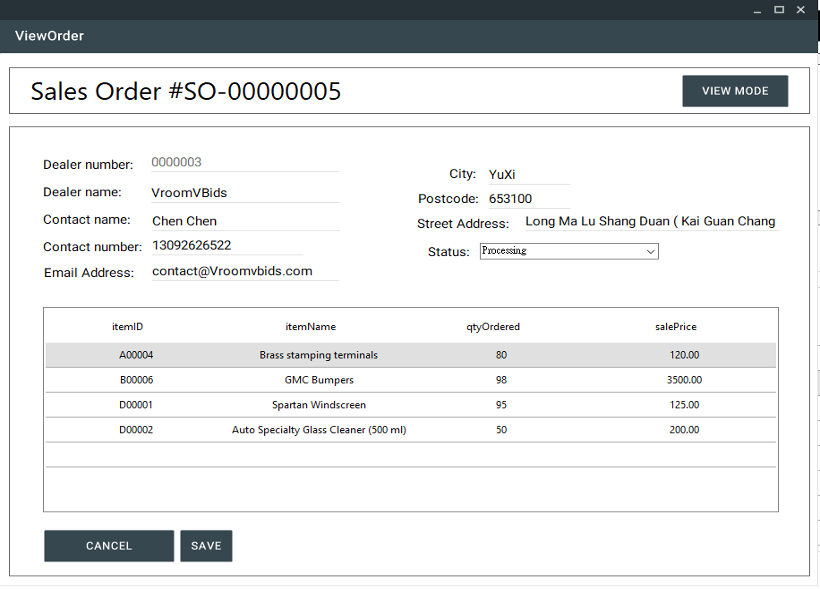 ViewOrder
Sales Order #SO-00000005
VIEW MODE
Dealer number: 0000003
Dealer name: VroomVBids
Contact name: Chen Chen
Contact number: 13092626522
Email Address: contact@Vroomvbids.com
City: YuXi
Postcode: 653100
Street Address: Long Ma Lu Shang Duan ( Kai Guan Chang
Status: Processing
itemID itemName qtyOrdered salePrice
A00004 Brass stamping terminals 80 120.00
B00006 GMC Bumpers 98 3500.00
D00001 Spartan Windscreen 95 125.00
D00002 Auto Specialty Glass Cleaner (500 ml) 50 200.00
CANCEL SAVE